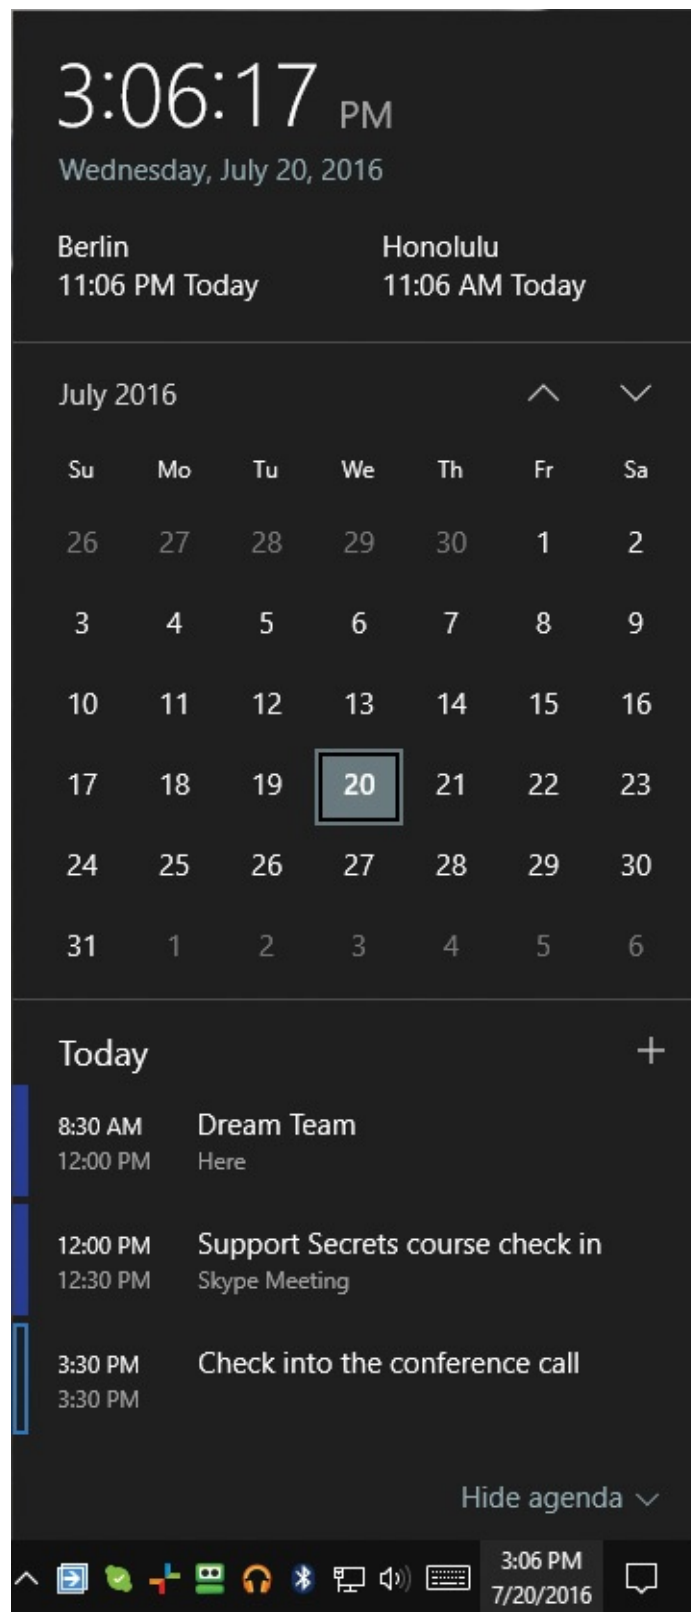 3:06:17 PM
Wednesday, July 20, 2016
Berlin Honolulu
11:06 PM Today 11:06 AM Today
July 2016
Su Mo Tu We Th Fr Sa
26 27 28 29 30 1 2
3 4 5 6 7 8 9
10 11 12 13 14 15 16
17 18 19 20 21 22 23
24 25 26 27 28 29 30
31 1 2 3 4 5 6
Today
8:30 AM Dream Team
12:00 PM Here
12:00 PM Support Secrets course check in
12:30 PM Skype Meeting
3:30 PM Check into the conference call
3:30 PM
Hide agenda
3:06 PM
7/20/2016